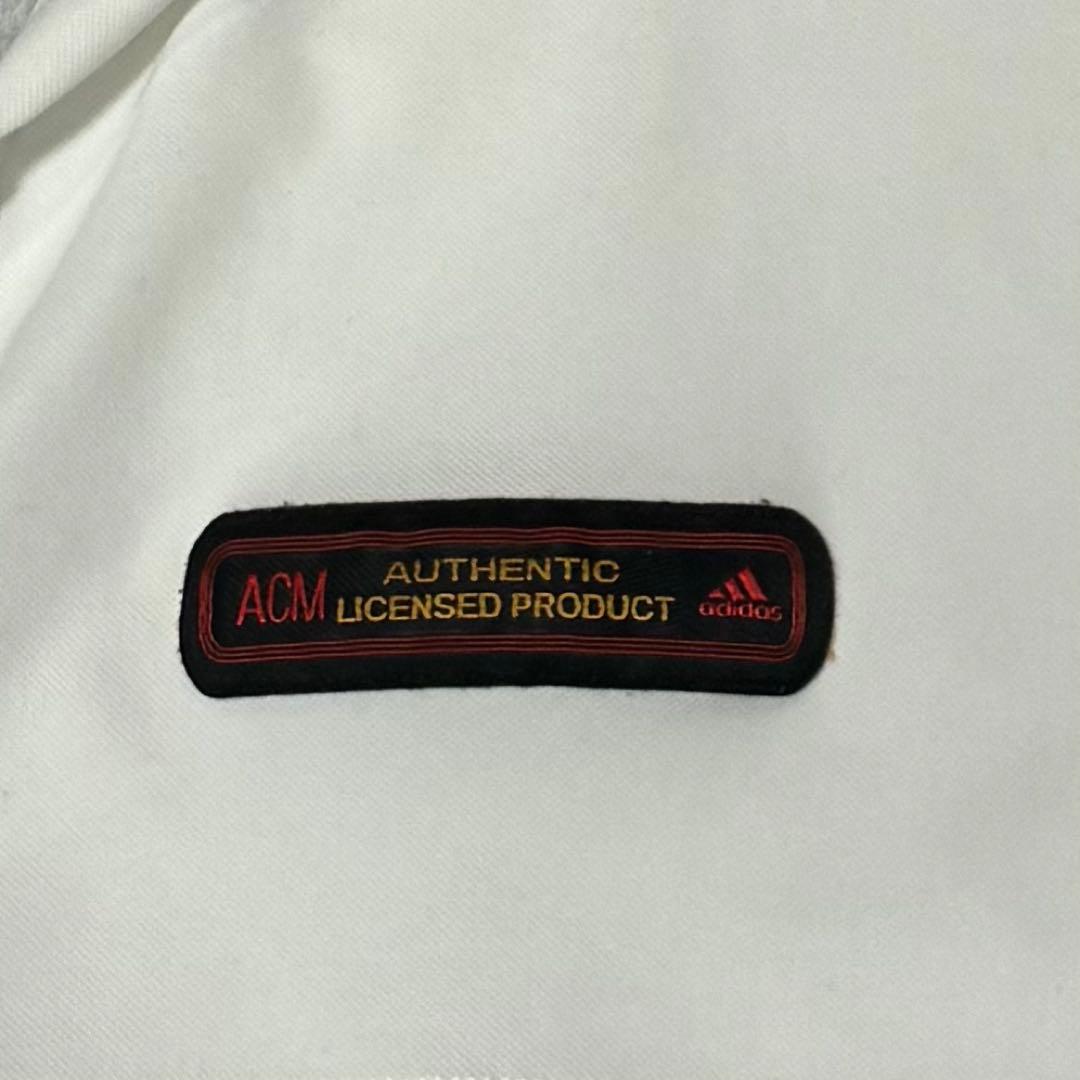 ACM
AUTHENTIC
LICENSED PRODUCT
adidas